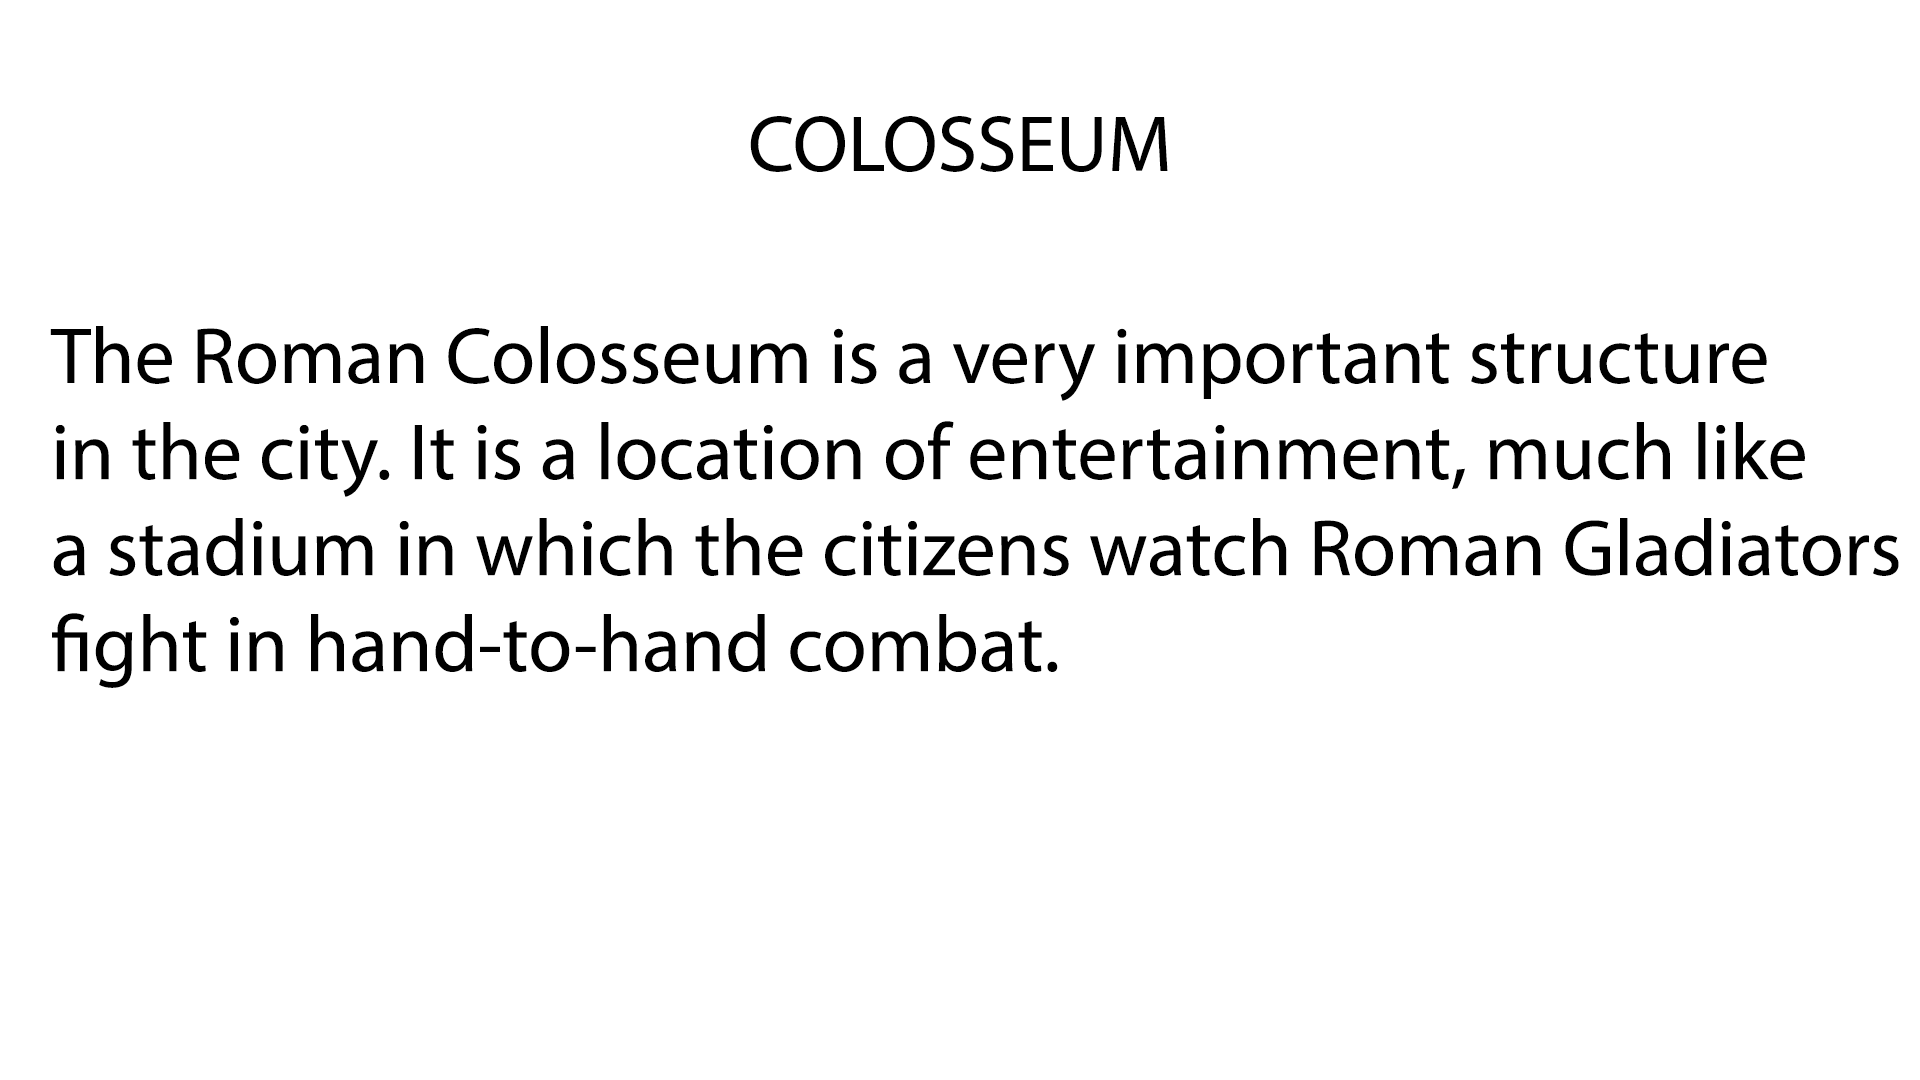 COLOSSEUM
The Roman Colosseum is a very important structure
in the city. It is a location of entertainment, much like
a stadium in which the citizens watch Roman Gladiators
fight in hand-to-hand combat.